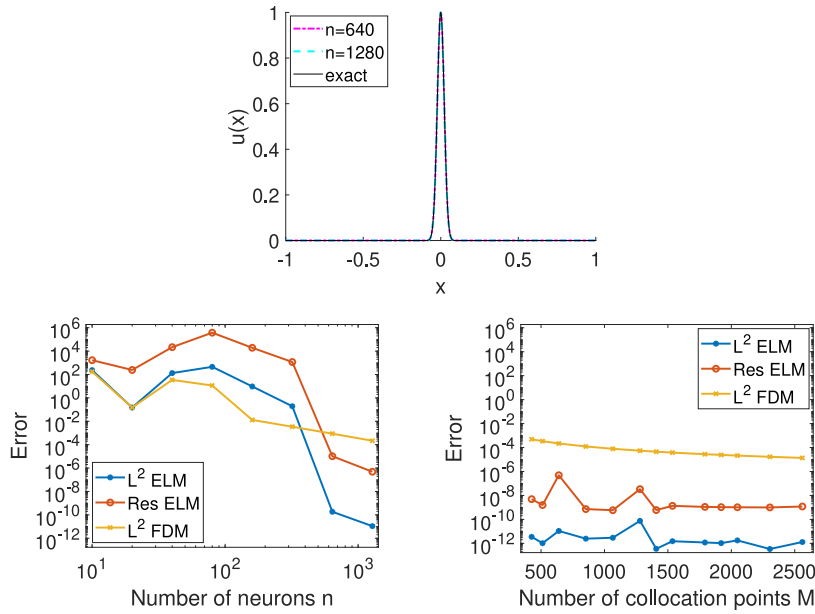 1
0.8
0.6
0.4
0.2
0
u(x)
n=640
n=1280
exact
-1 -0.5 0 0.5 1
x
10^6
10^4
10^2
10^0
10^-2
10^-4
10^-6
10^-8
10^-10
10^-12
Error
L^2 ELM
Res ELM
L^2 FDM
10^1 10^2 10^3
Number of neurons n
10^6
10^4
10^2
10^0
10^-2
10^-4
10^-6
10^-8
10^-10
10^-12
Error
L^2 ELM
Res ELM
L^2 FDM
500 1000 1500 2000 2500
Number of collocation points M